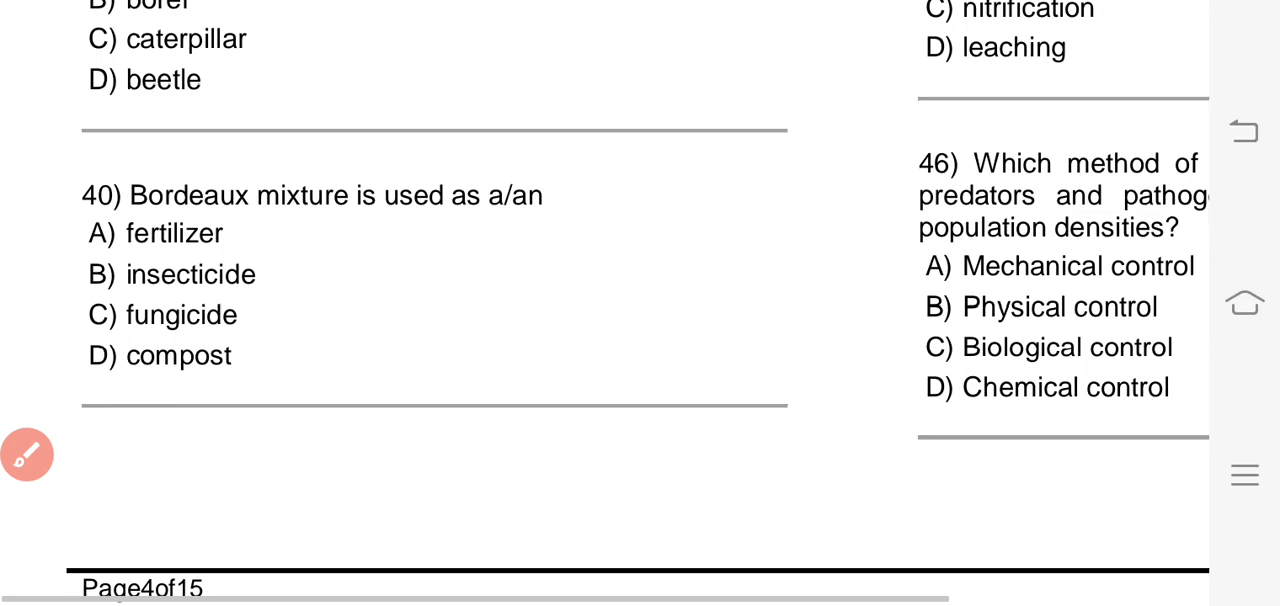 C) caterpillar
D) beetle
40) Bordeaux mixture is used as a/an
A) fertilizer
B) insecticide
C) fungicide
D) compost
C) nitrification
D) leaching
46) Which method of
predators and
population densities?
A) Mechanical control
B) Physical control
C) Biological control
D) Chemical control
Page4of15